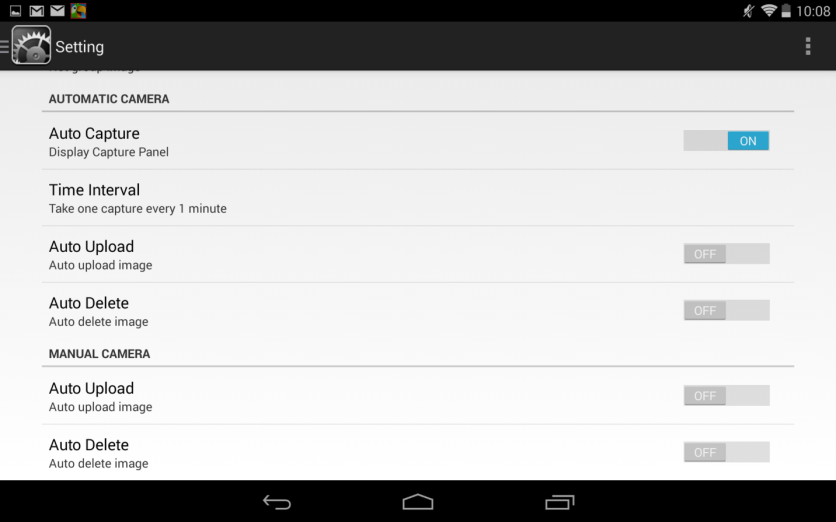 10:08
Setting
AUTOMATIC CAMERA
Auto Capture
Display Capture Panel
ON
Time Interval
Take one capture every 1 minute
Auto Upload
Auto upload image
OFF
Auto Delete
Auto delete image
OFF
MANUAL CAMERA
Auto Upload
Auto upload image
OFF
Auto Delete
Auto delete image
OFF